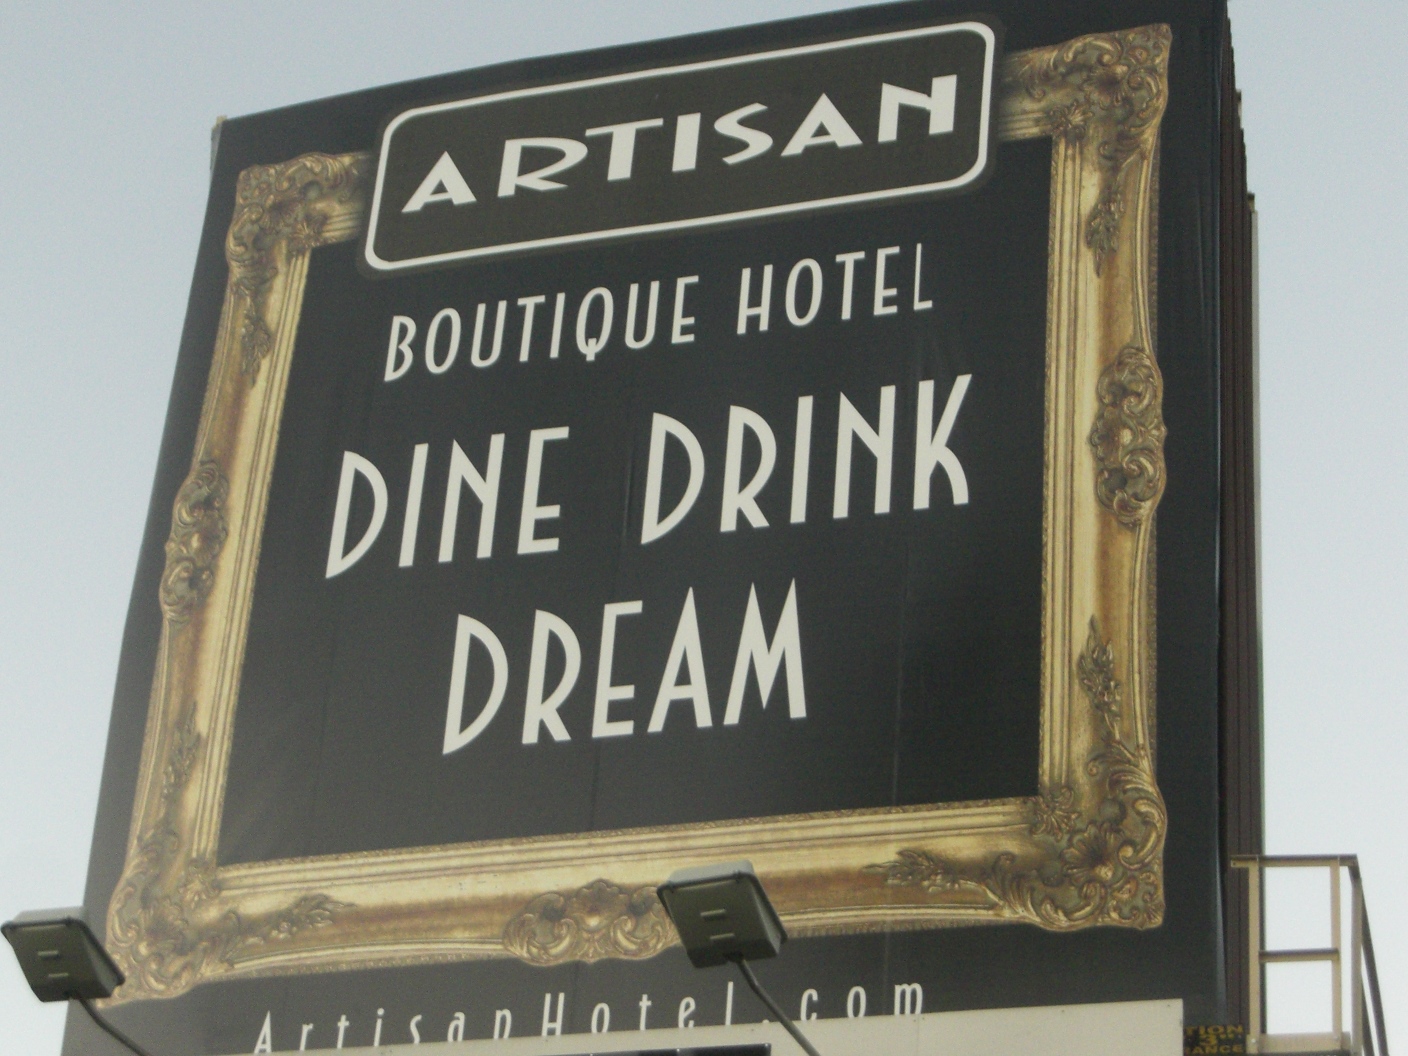 ARTISAN
BOUTIQUE HOTEL
DINE DRINK
DREAM
ArtisanHotel.com